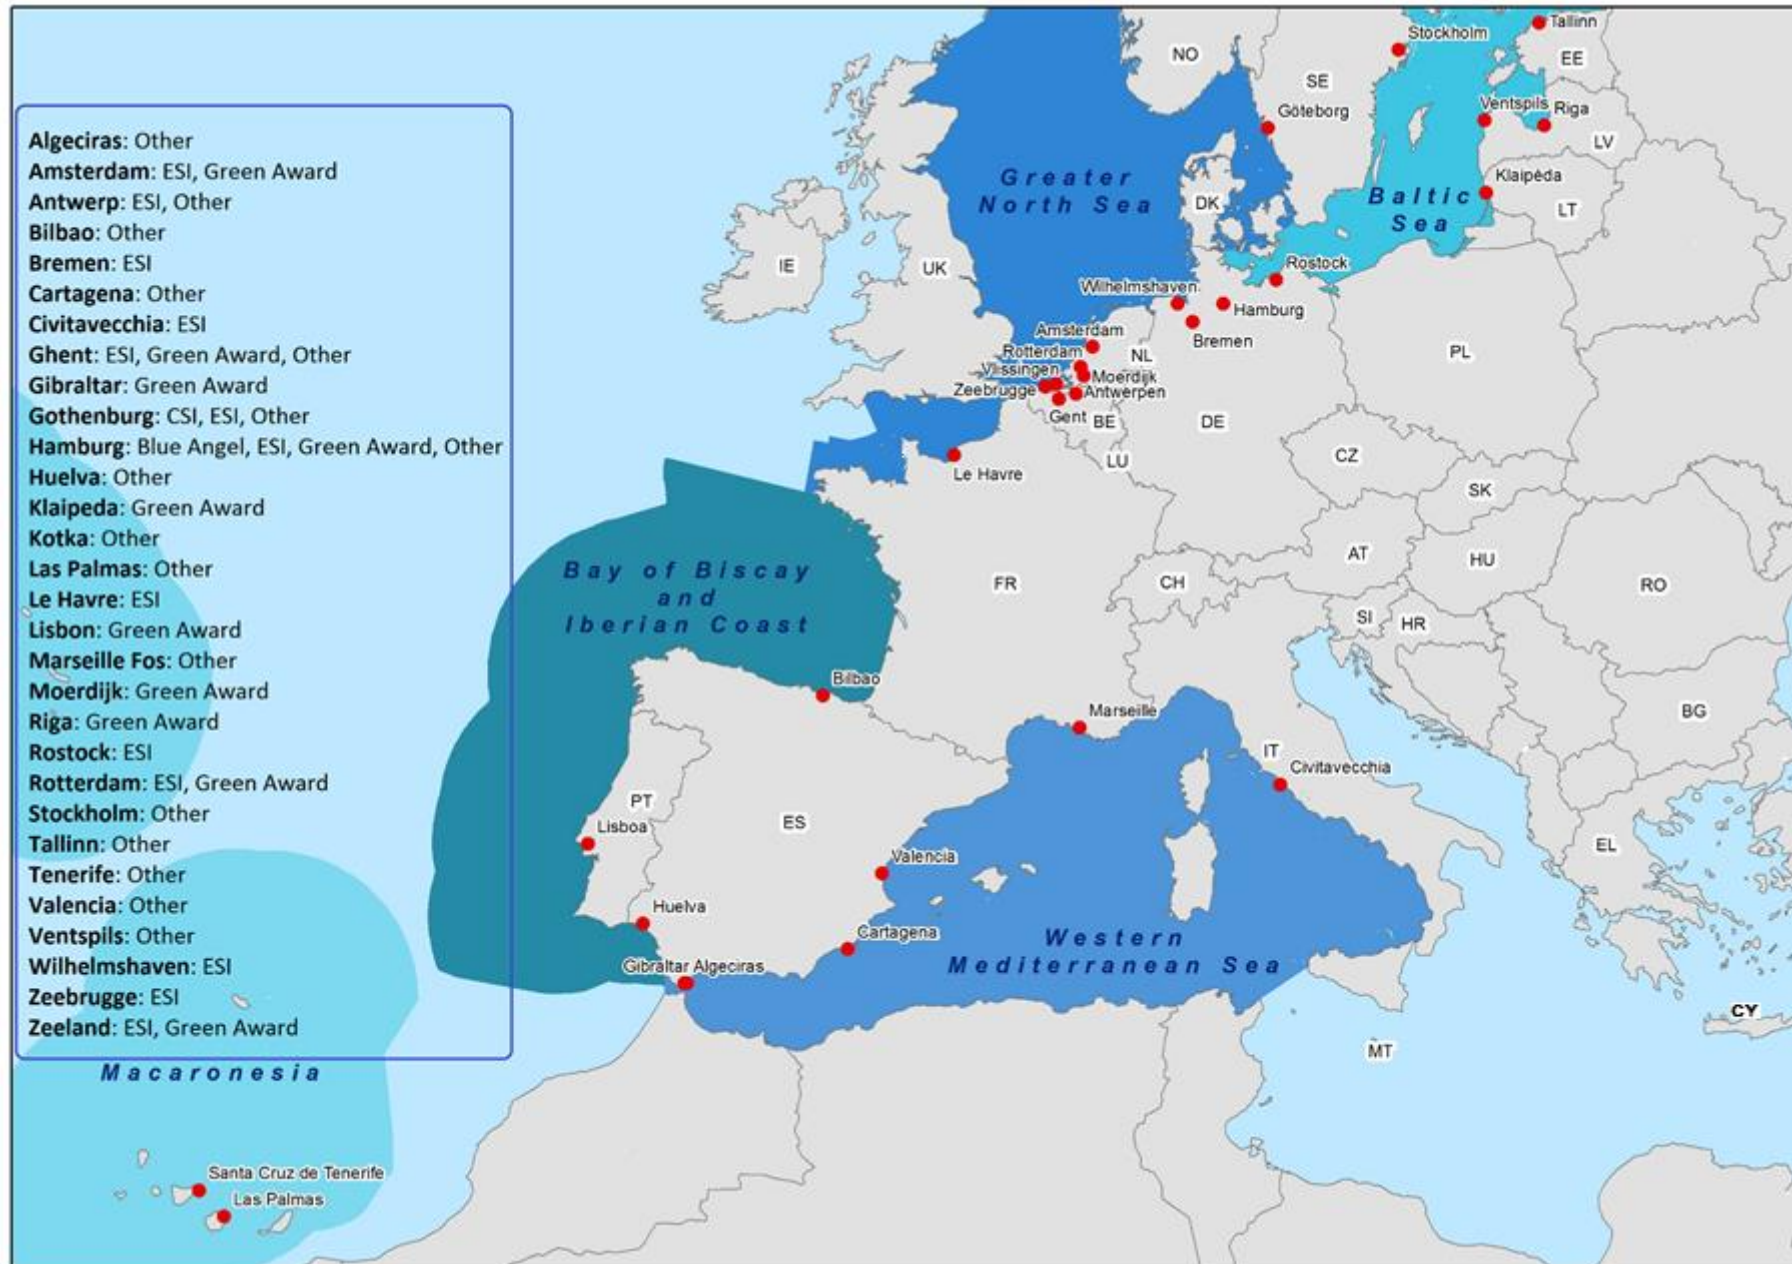 Algeciras: Other
Amsterdam: ESI, Green Award
Antwerp: ESI, Other
Bilbao: Other
Bremen: ESI
Cartagena: Other
Civitavecchia: ESI
Ghent: ESI, Green Award, Other
Gibraltar: Green Award
Gothenburg: CSI, ESI, Other
Hamburg: Blue Angel, ESI, Green Award, Other
Huelva: Other
Klaipeda: Green Award
Kotka: Other
Las Palmas: Other
Le Havre: ESI
Lisbon: Green Award
Marseille Fos: Other
Moerdijk: Green Award
Riga: Green Award
Rostock: ESI
Rotterdam: ESI, Green Award
Stockholm: Other
Tallinn: Other
Tenerife: Other
Valencia: Other
Ventspils: Other
Wilhelmshaven: ESI
Zeebrugge: ESI
Zeeland: ESI, Green Award
Macaronesia
Santa Cruz de Tenerife
Las Palmas
Tallinn
Stockholm
NO
EE
SE
Ventspils
Riga
Göteborg
LV
Greater
North Sea
Klaipėda
Baltic
Sea
DK
LT
IE
UK
Rostock
Wilhelmshaven
Hamburg
Amsterdam
Bremen
Rotterdam
NL
PL
Vlissingen
Moerdijk
Zeebrugge
Antwerpen
Gent
BE
DE
CZ
LU
Le Havre
SK
AT
HU
Bay of Biscay
and
Iberian Coast
FR
CH
RO
SI
HR
Bilbao
Marseille
BG
IT
Civitavecchia
PT
ES
Lisboa
EL
Valencia
Huelva
Cartagena
Western
Mediterranean Sea
Gibraltar Algeciras
CY
MT